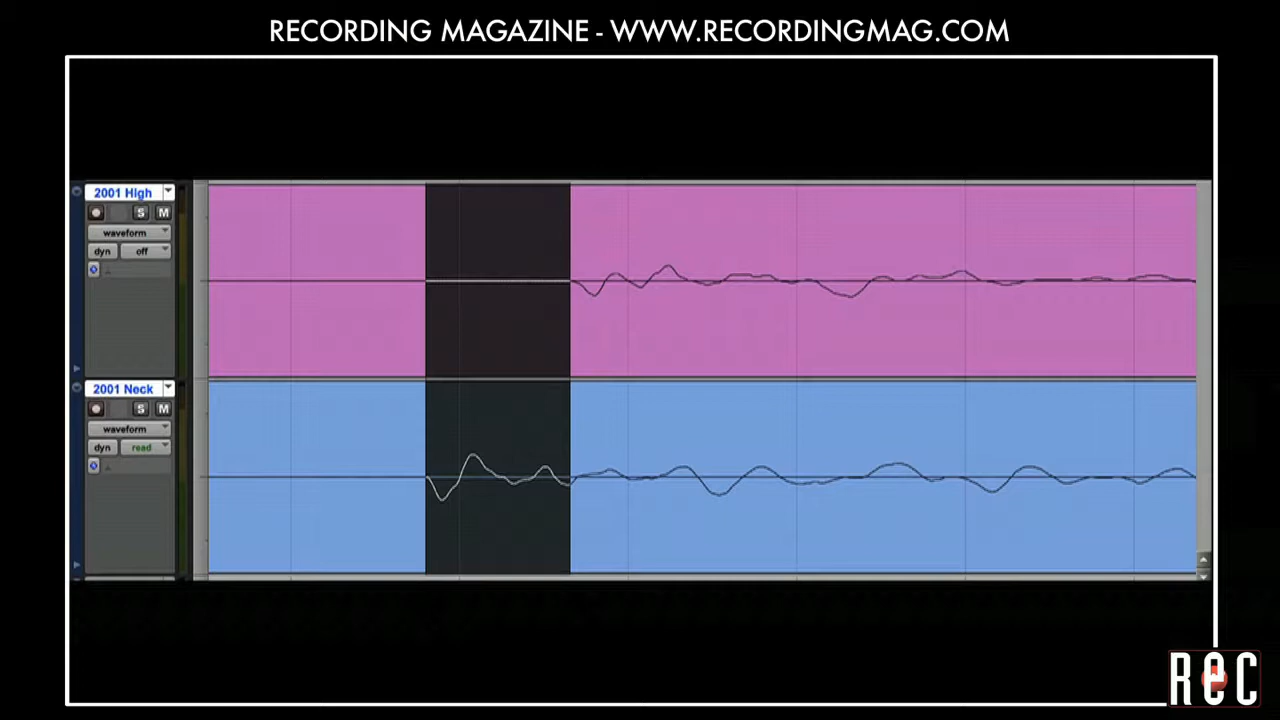 RECORDING MAGAZINE - WWW.RECORDINGMAG.COM
2001 High
S M
waveform
dyn off
2001 Neck
S M
waveform
dyn read
ReC